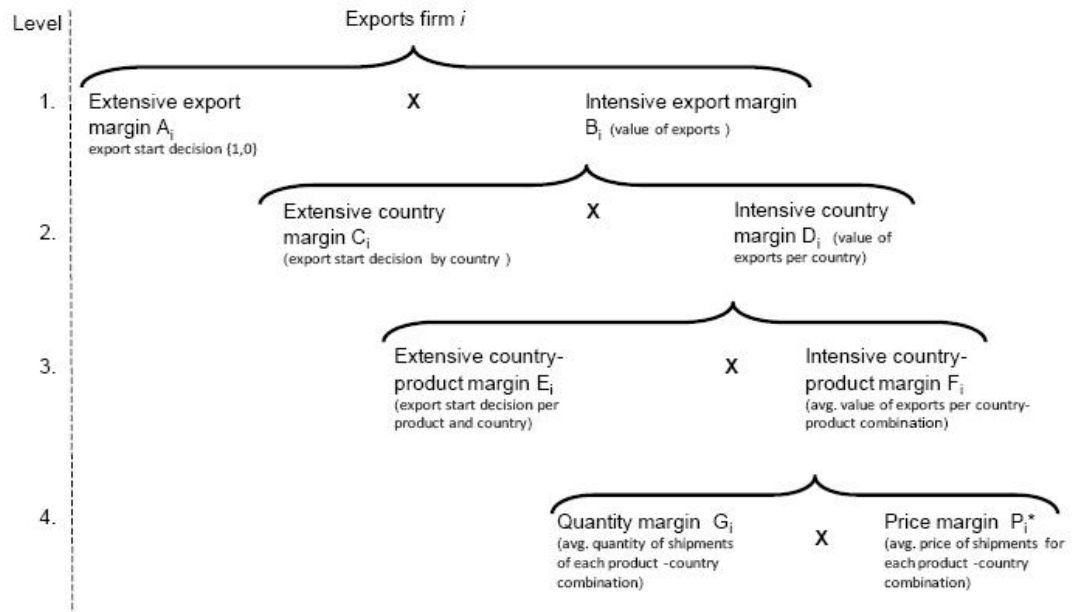 Level
Exports firm i
1.
Extensive export
margin Ai
export start decision {1,0}
X
Intensive export margin
Bi (value of exports )
2.
Extensive country
margin Ci
(export start decision by country )
X
Intensive country
margin Di (value of
exports per country)
3.
Extensive country-
product margin Ei
(export start decision per
product and country)
X
Intensive country-
product margin Fi
(avg. value of exports per country-
product combination)
4.
Quantity margin Gi
(avg. quantity of shipments
of each product -country
combination)
X
Price margin Pi*
(avg. price of shipments for
each product -country
combination)